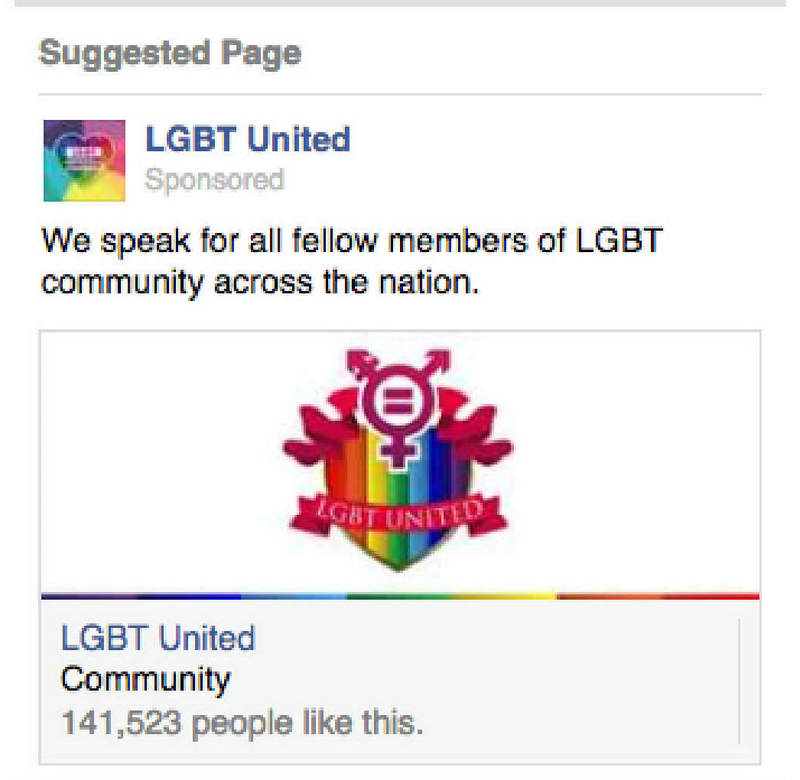 Suggested Page
LGBT United
Sponsored
We speak for all fellow members of LGBT
community across the nation.
=
LGBT UNITED
LGBT United
Community
141,523 people like this.